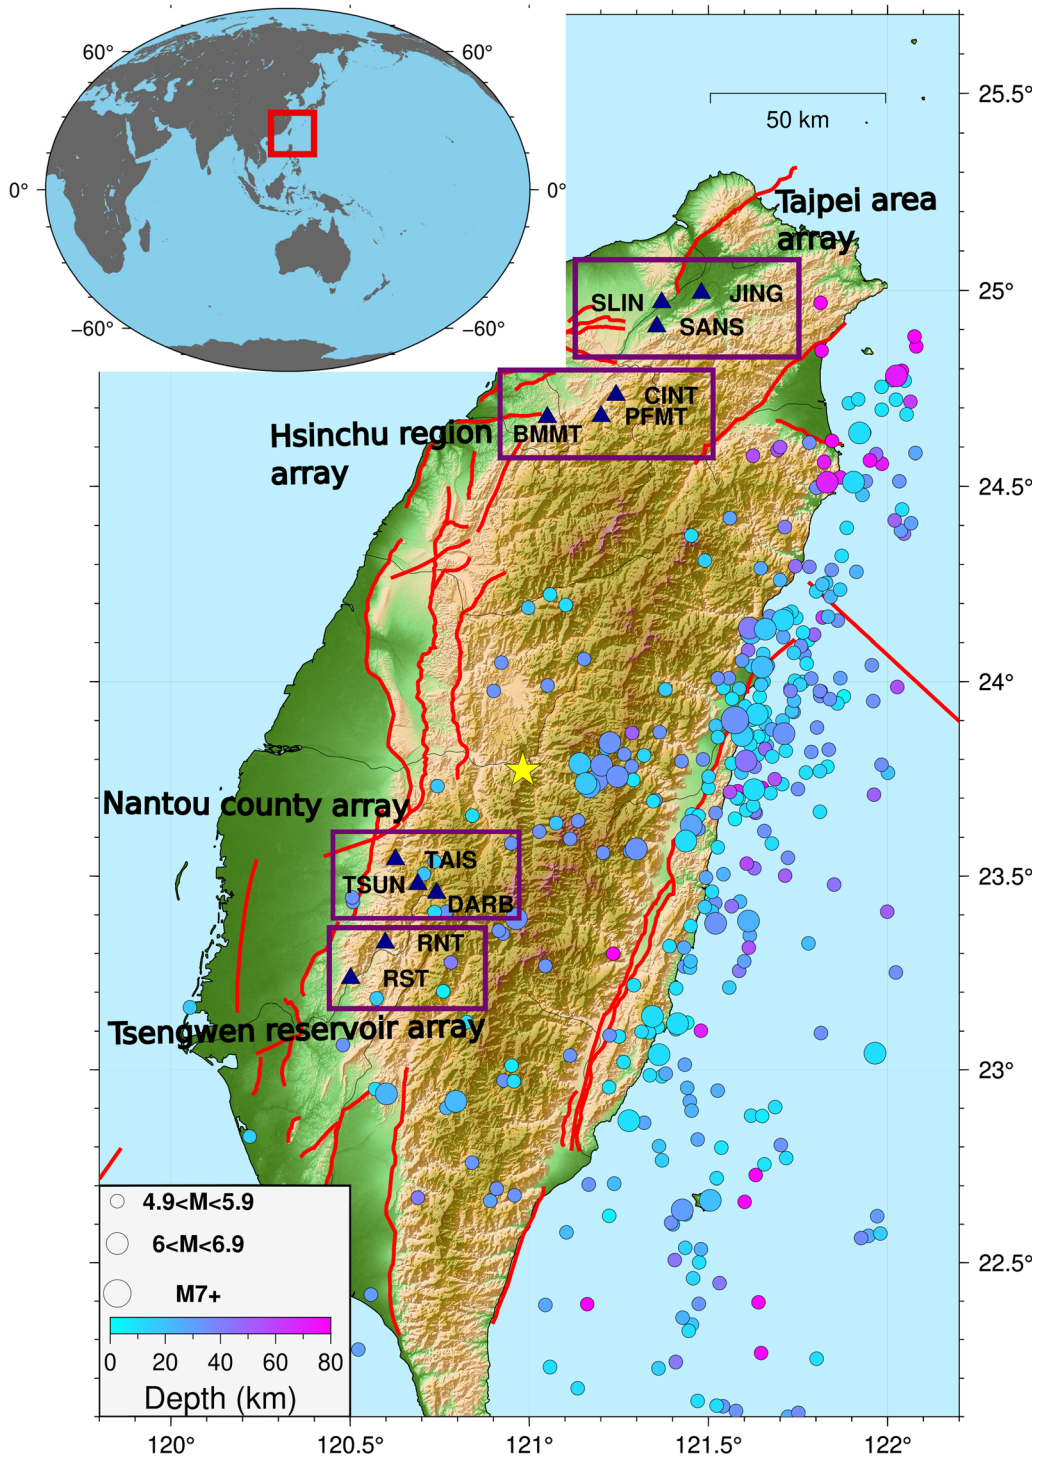 60°
60°
0°
0°
−60°
−60°
25.5°
50 km
Taipei area
array
25°
SLIN
JING
SANS
CINT
PFMT
BMMT
Hsinchu region
array
24.5°
24°
Nantou county array
TAIS
TSUN
DARB
23.5°
RNT
RST
Tsengwen reservoir array
23°
4.9<M<5.9
6<M<6.9
M7+
22.5°
0
20
40
60
80
Depth (km)
120°
120.5°
121°
121.5°
122°